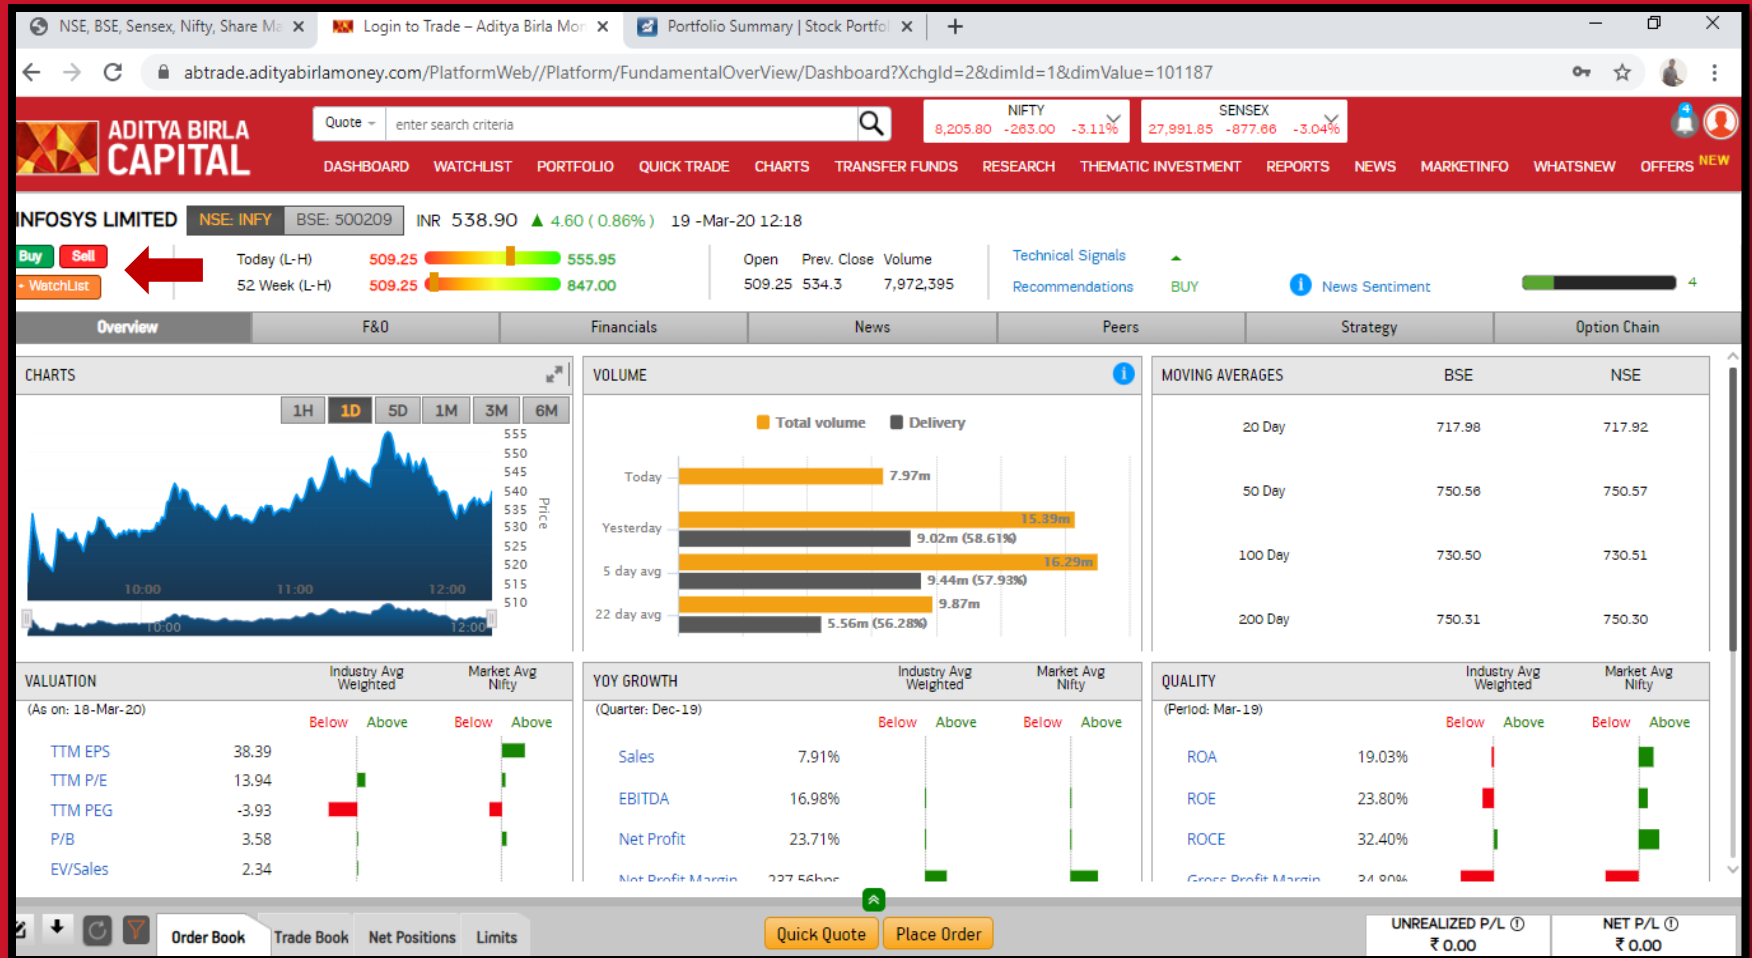 NSE, BSE, Sensex, Nifty, Share Ma
Login to Trade – Aditya Birla Mon
Portfolio Summary | Stock Portfol
abtrade.adityabirlamoney.com/PlatformWeb//Platform/FundamentalOverView/Dashboard?XchgId=2&dimId=1&dimValue=101187
ADITYA BIRLA
CAPITAL
Quote
enter search criteria
NIFTY
8,205.80 -263.00 -3.11%
SENSEX
27,991.85 -877.66 -3.04%
4
DASHBOARD WATCHLIST PORTFOLIO QUICK TRADE CHARTS TRANSFER FUNDS RESEARCH THEMATIC INVESTMENT REPORTS NEWS MARKETINFO WHATSNEW OFFERS NEW
INFOSYS LIMITED NSE: INFY BSE: 500209 INR 538.90 ▲ 4.60 ( 0.86% ) 19 -Mar-20 12:18
Buy Sell
+ WatchList
Today (L-H) 509.25 555.95
52 Week (L-H) 509.25 847.00
Open Prev. Close Volume
509.25 534.3 7,972,395
Technical Signals
Recommendations BUY
News Sentiment 4
Overview F&O Financials News Peers Strategy Option Chain
CHARTS
1H 1D 5D 1M 3M 6M
555
550
545
540
535
530
525
520
515
510
Price
10:00 11:00 12:00
10:00 12:00
VOLUME
Total volume Delivery
Today 7.97m
Yesterday 15.39m
9.02m (58.61%)
5 day avg 16.29m
9.44m (57.93%)
22 day avg 9.87m
5.56m (56.28%)
MOVING AVERAGES BSE NSE
20 Day 717.98 717.92
50 Day 750.56 750.57
100 Day 730.50 730.51
200 Day 750.31 750.30
VALUATION Industry Avg Weighted Market Avg Nifty
(As on: 18-Mar-20)
Below Above Below Above
TTM EPS 38.39
TTM P/E 13.94
TTM PEG -3.93
P/B 3.58
EV/Sales 2.34
YOY GROWTH Industry Avg Weighted Market Avg Nifty
(Quarter: Dec-19)
Below Above Below Above
Sales 7.91%
EBITDA 16.98%
Net Profit 23.71%
Net Profit Margin 237.56bps
QUALITY Industry Avg Weighted Market Avg Nifty
(Period: Mar-19)
Below Above Below Above
ROA 19.03%
ROE 23.80%
ROCE 32.40%
Gross Profit Margin 34.80%
Order Book Trade Book Net Positions Limits
Quick Quote Place Order
UNREALIZED P/L
₹ 0.00
NET P/L
₹ 0.00